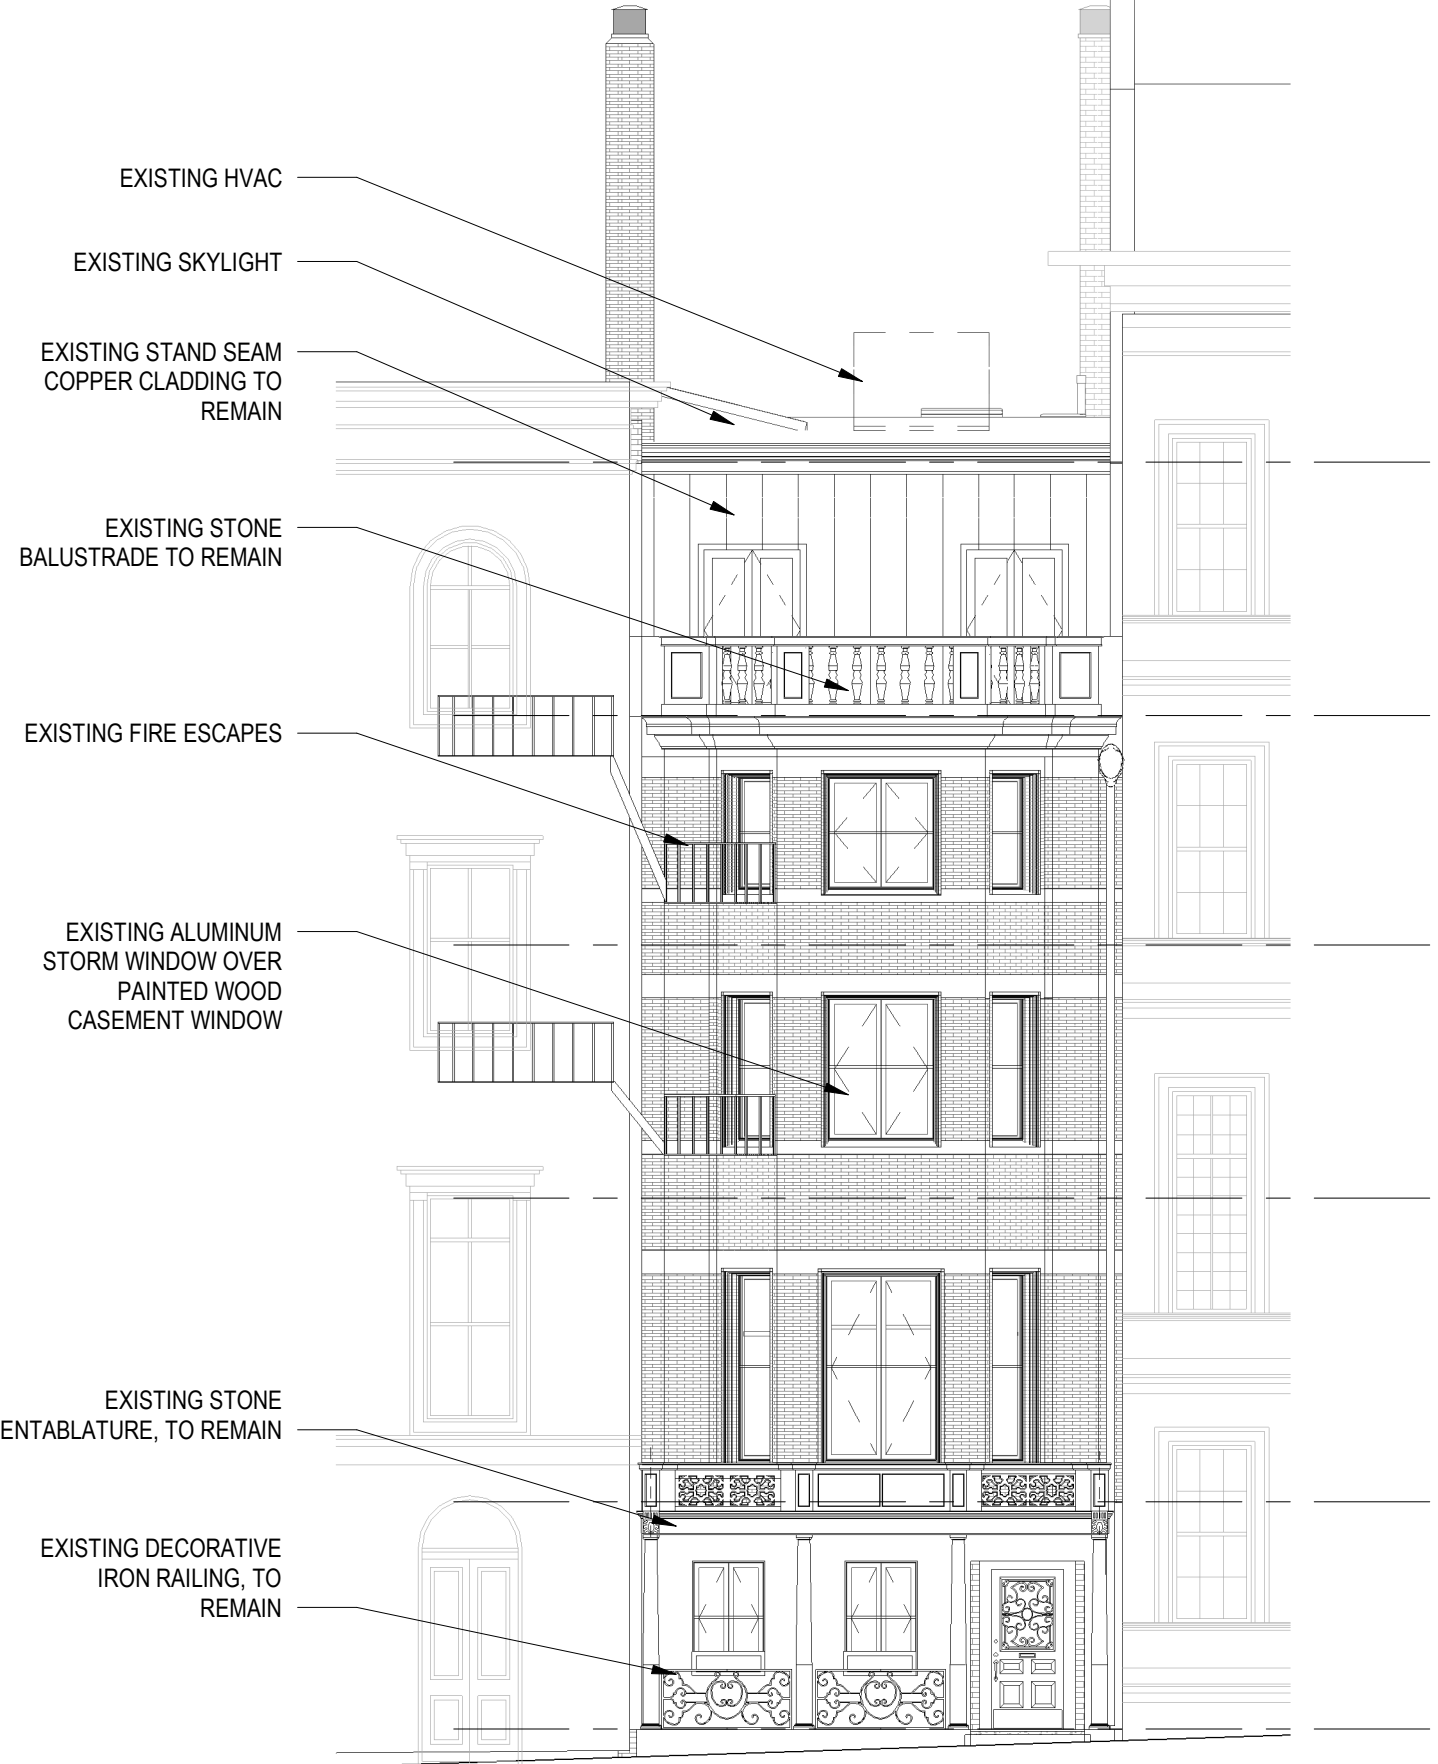 EXISTING HVAC
EXISTING SKYLIGHT
EXISTING STAND SEAM
COPPER CLADDING TO
REMAIN
EXISTING STONE
BALUSTRADE TO REMAIN
EXISTING FIRE ESCAPES
EXISTING ALUMINUM
STORM WINDOW OVER
PAINTED WOOD
CASEMENT WINDOW
EXISTING STONE
ENTABLATURE, TO REMAIN
EXISTING DECORATIVE
IRON RAILING, TO
REMAIN